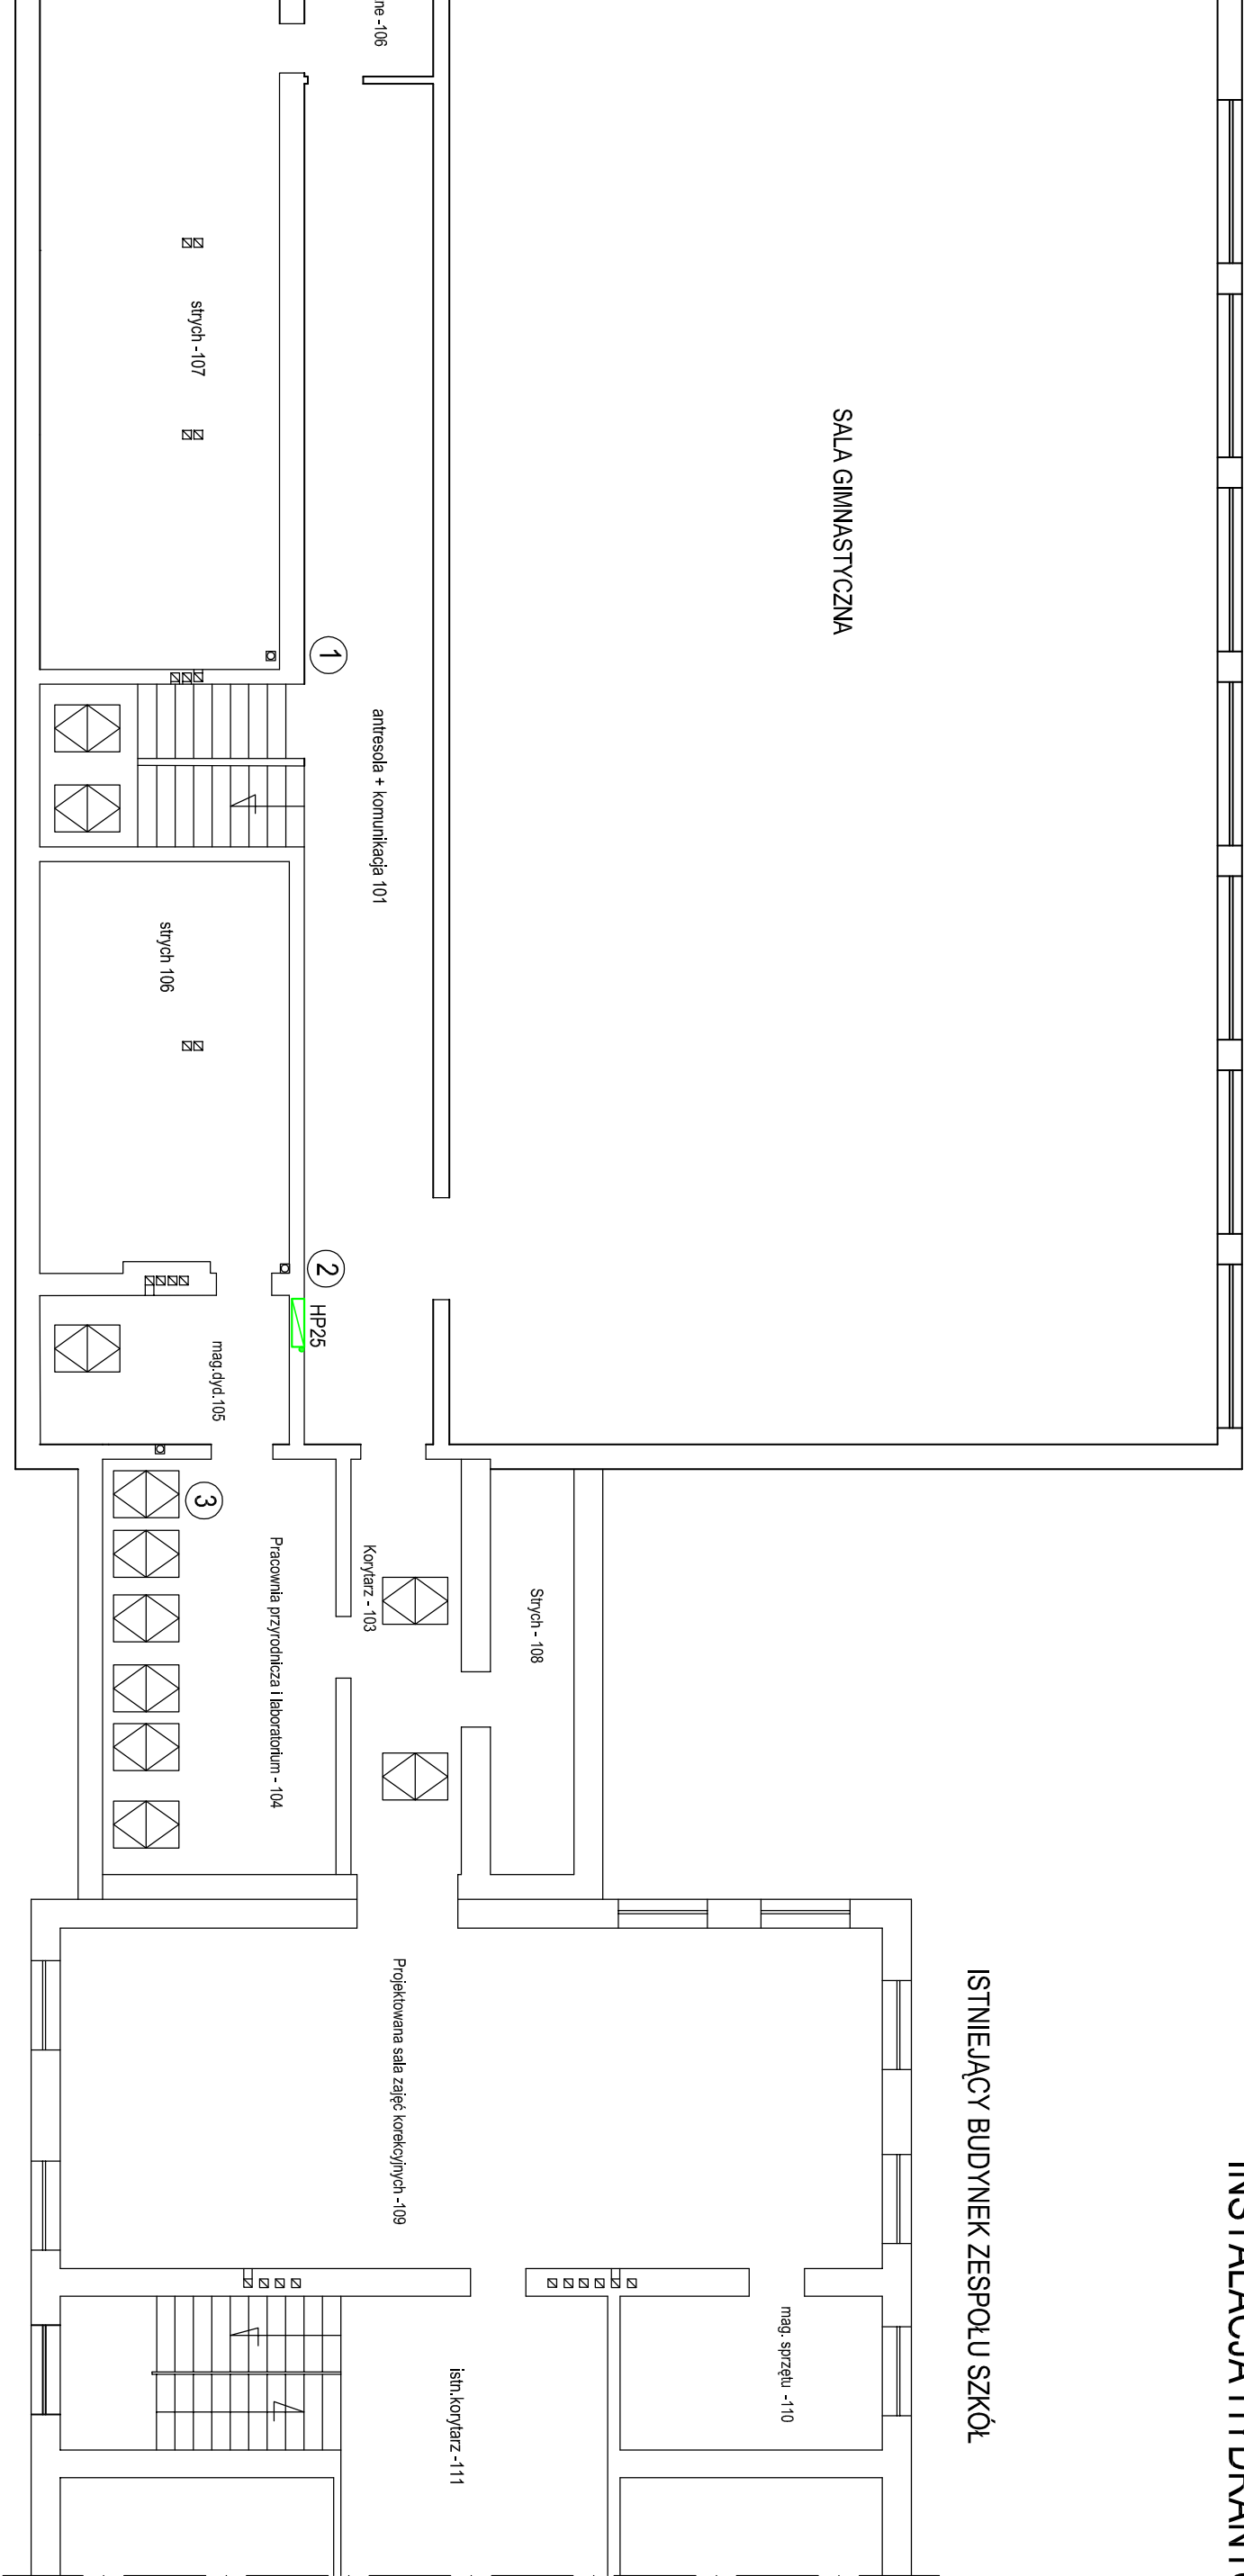 SALA GIMNASTYCZNA
ne -106
strych -107
1
antresola + komunikacja 101
strych 106
2
HP25
mag.dyd.105
3
Pracownia przyrodnicza i laboratorium - 104
Korytarz - 103
Strych - 108
ISTNIEJĄCY BUDYNEK ZESPOŁU SZKÓŁ
Projektowana sala zajęć korekcyjnych -109
mag. sprzętu -110
istn.korytarz -111
INSTALACJA HYDRANT